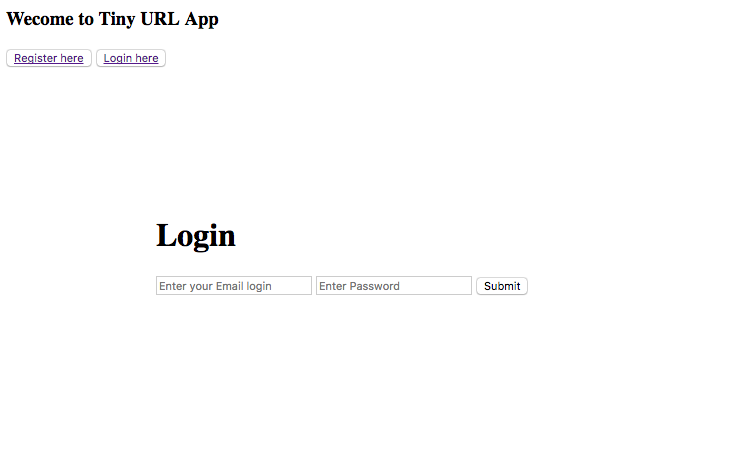 Wecome to Tiny URL App
Register here Login here
Login
Enter your Email login Enter Password Submit